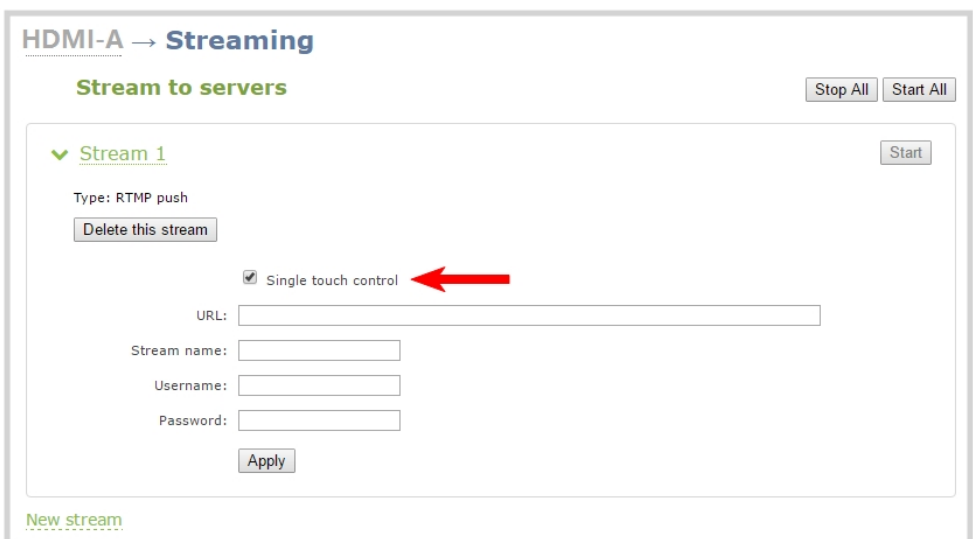 HDMI-A → Streaming
Stream to servers
Stop All
Start All
Stream 1
Start
Type: RTMP push
Delete this stream
Single touch control
URL:
Stream name:
Username:
Password:
Apply
New stream